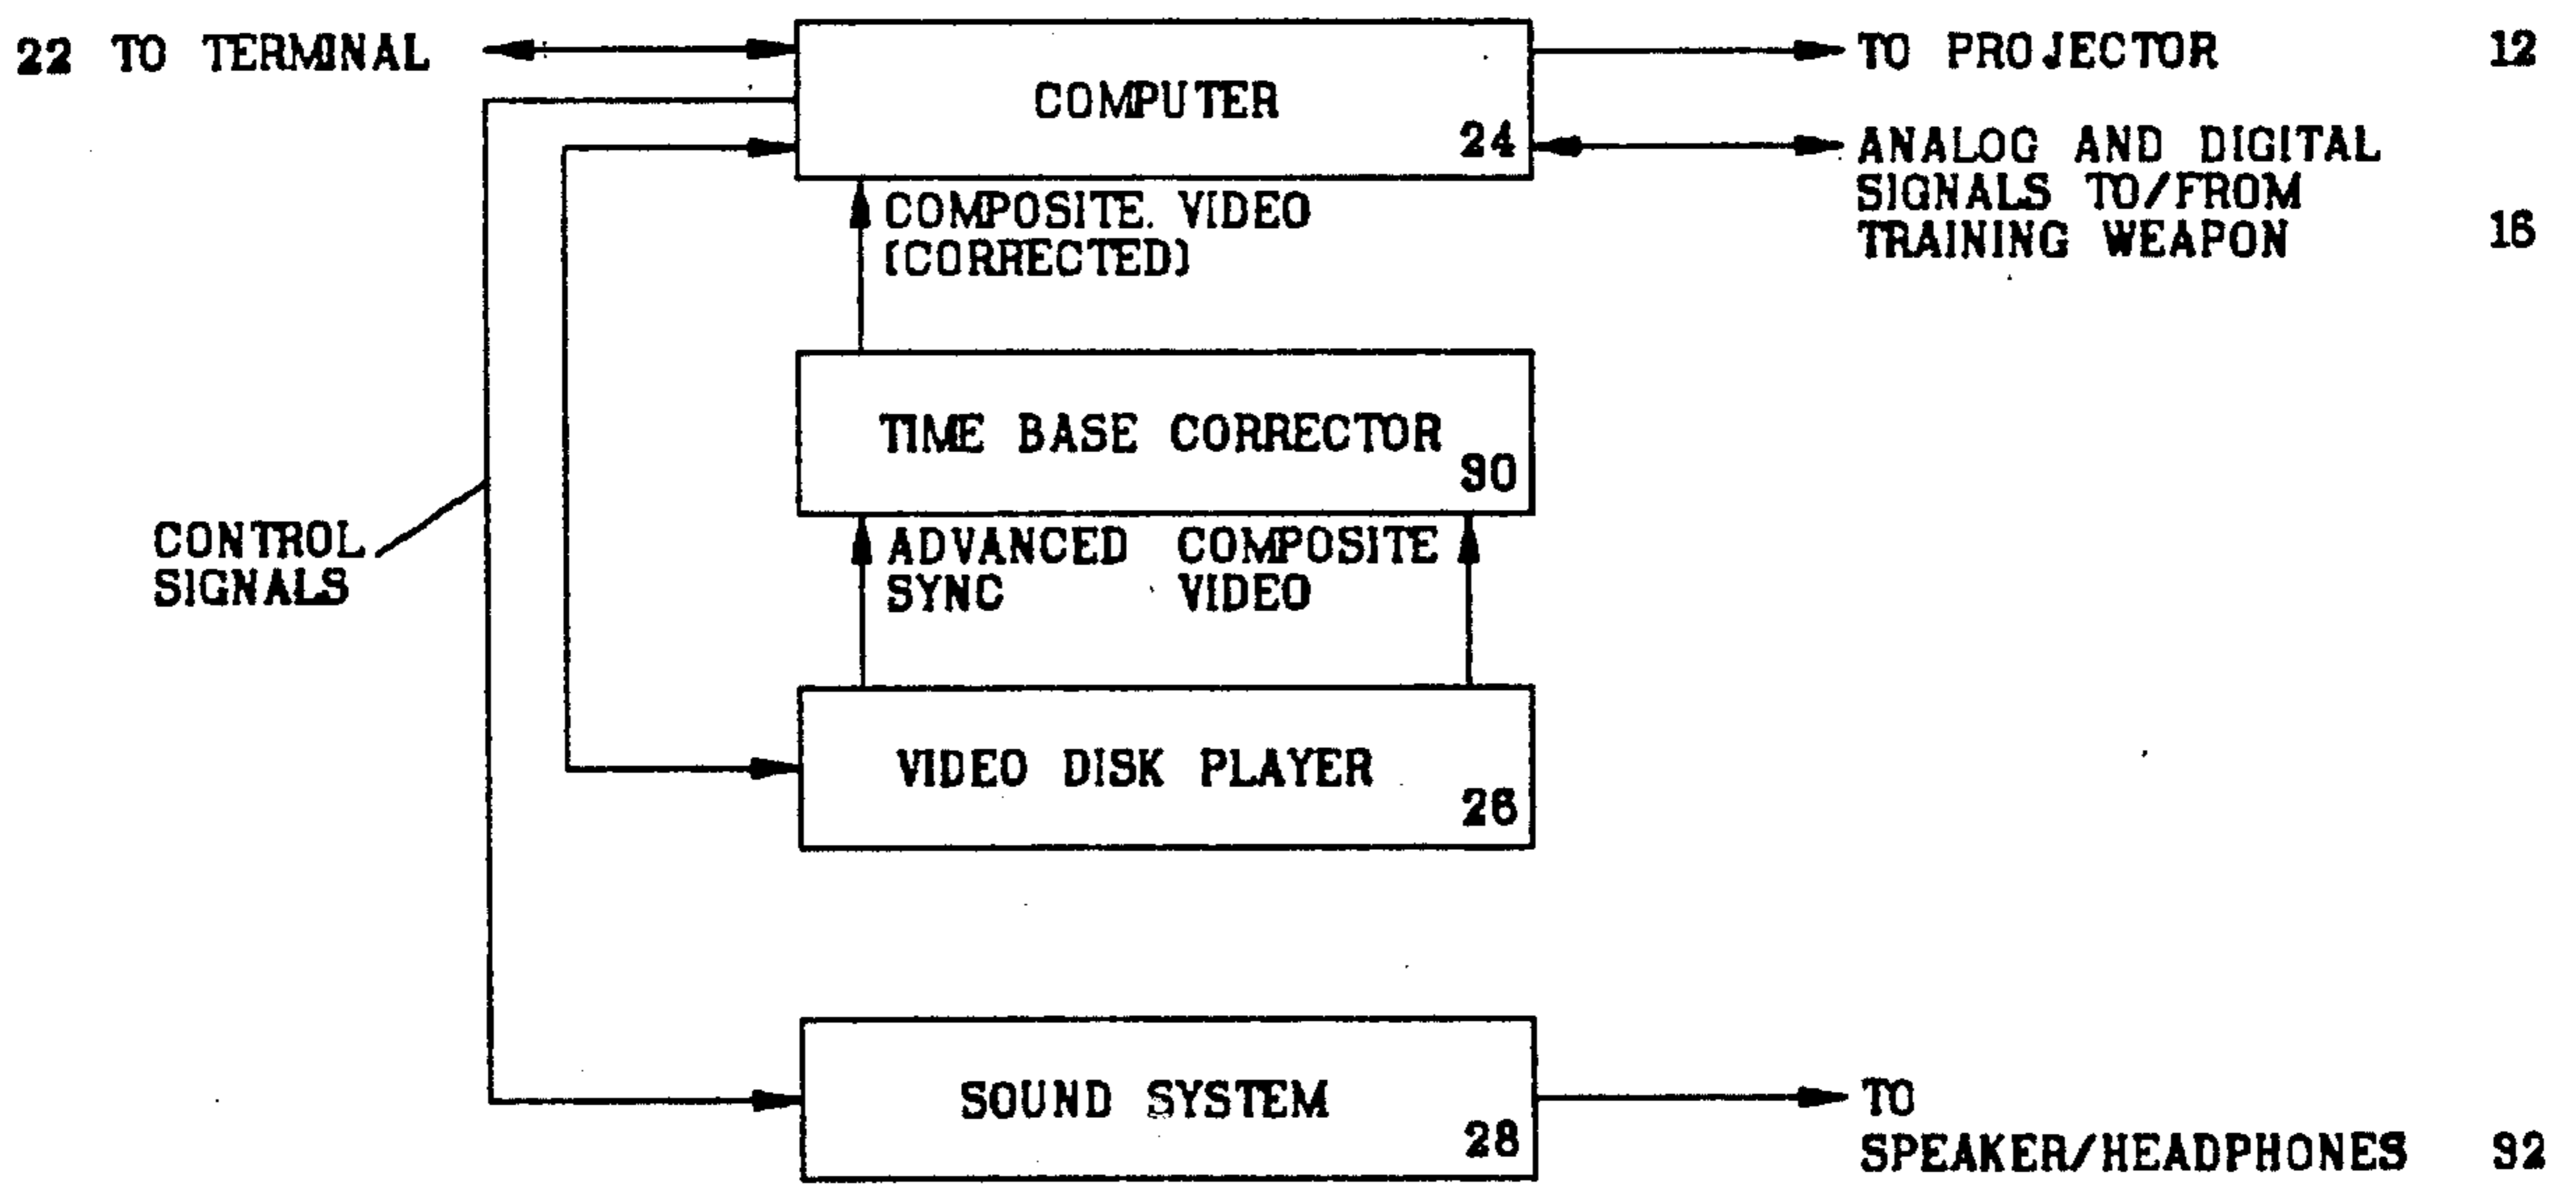 22 TO TERMINAL
TO PROJECTOR 12
COMPUTER
24
ANALOG AND DIGITAL
SIGNALS TO/FROM
TRAINING WEAPON 16
COMPOSITE. VIDEO
(CORRECTED)
TIME BASE CORRECTOR
30
CONTROL
SIGNALS
ADVANCED
SYNC
COMPOSITE
VIDEO
VIDEO DISK PLAYER
26
SOUND SYSTEM
28
TO
SPEAKER/HEADPHONES 32